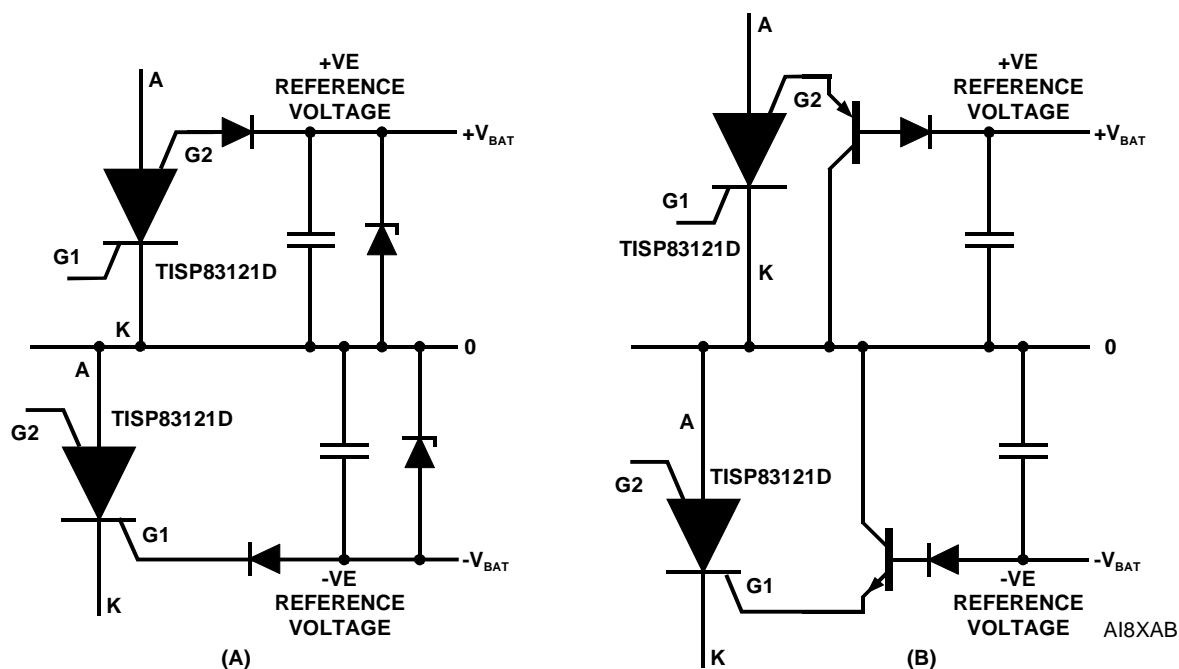 A
+VE
REFERENCE
VOLTAGE
G2
+VBAT
G1
TISP83121D
K
0
A
TISP83121D
G2
G1
-VBAT
K
-VE
REFERENCE
VOLTAGE
(A)
A
+VE
REFERENCE
VOLTAGE
G2
+VBAT
G1
TISP83121D
K
0
A
TISP83121D
G2
G1
-VBAT
K
-VE
REFERENCE
VOLTAGE
(B)
AI8XAB